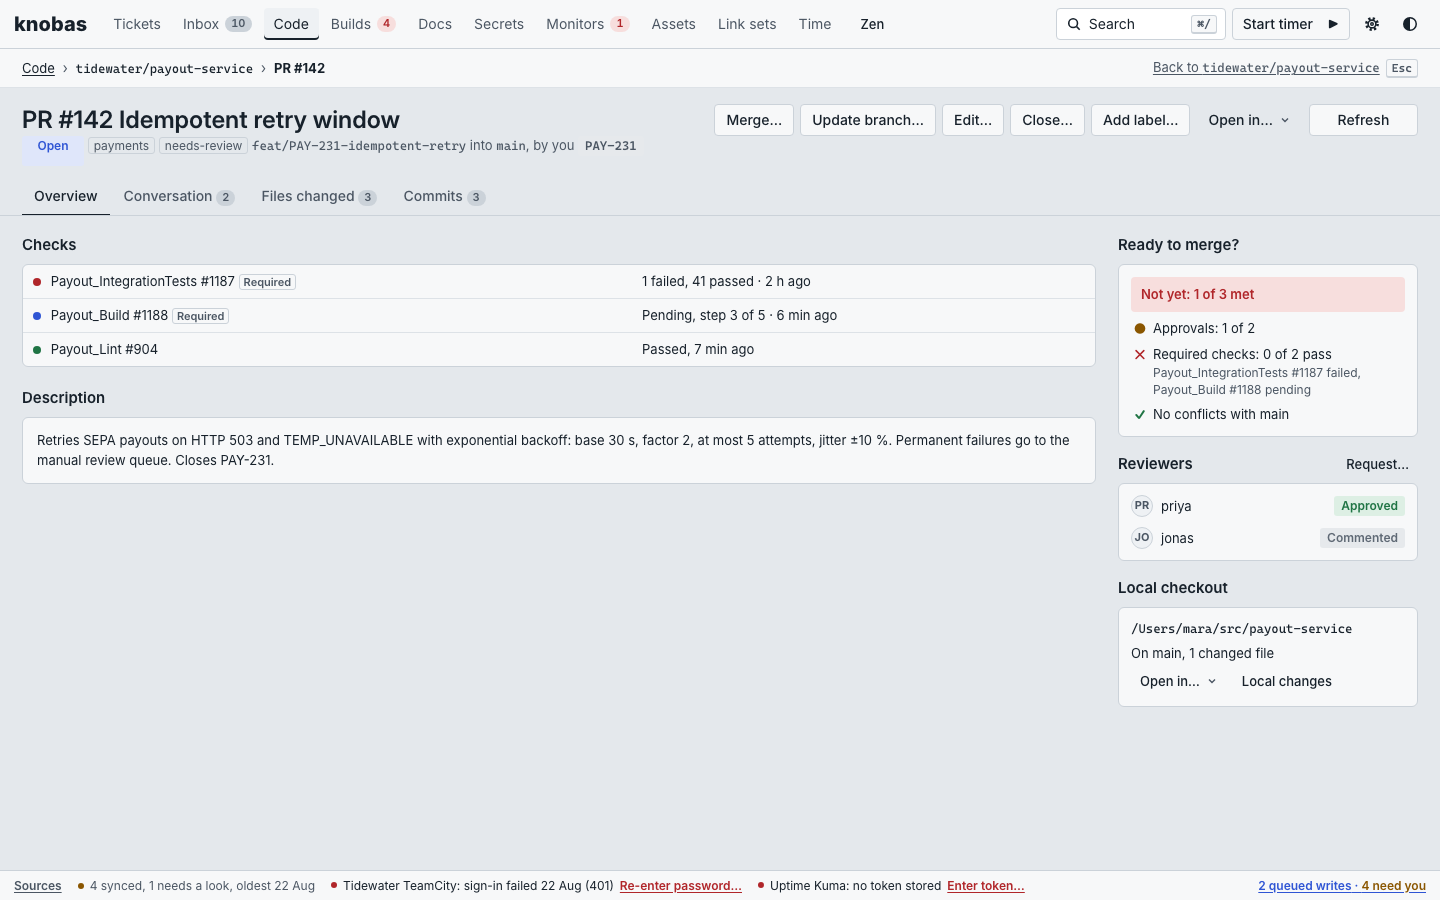 knobas Tickets Inbox 10 Code Builds 4 Docs Secrets Monitors 1 Assets Link sets Time Zen Search ⌘/ Start timer
Code › tidewater/payout-service › PR #142 Back to tidewater/payout-service Esc
PR #142 Idempotent retry window Merge... Update branch... Edit... Close... Add label... Open in... Refresh
Open payments needs-review feat/PAY-231-idempotent-retry into main, by you PAY-231
Overview Conversation 2 Files changed 3 Commits 3
Checks
Payout_IntegrationTests #1187 Required 1 failed, 41 passed · 2 h ago
Payout_Build #1188 Required Pending, step 3 of 5 · 6 min ago
Payout_Lint #904 Passed, 7 min ago
Description
Retries SEPA payouts on HTTP 503 and TEMP_UNAVAILABLE with exponential backoff: base 30 s, factor 2, at most 5 attempts, jitter ±10 %. Permanent failures go to the
manual review queue. Closes PAY-231.
Ready to merge?
Not yet: 1 of 3 met
Approvals: 1 of 2
Required checks: 0 of 2 pass
Payout_IntegrationTests #1187 failed,
Payout_Build #1188 pending
No conflicts with main
Reviewers Request...
PR priya Approved
JO jonas Commented
Local checkout
/Users/mara/src/payout-service
On main, 1 changed file
Open in... Local changes
Sources 4 synced, 1 needs a look, oldest 22 Aug Tidewater TeamCity: sign-in failed 22 Aug (401) Re-enter password... Uptime Kuma: no token stored Enter token... 2 queued writes · 4 need you